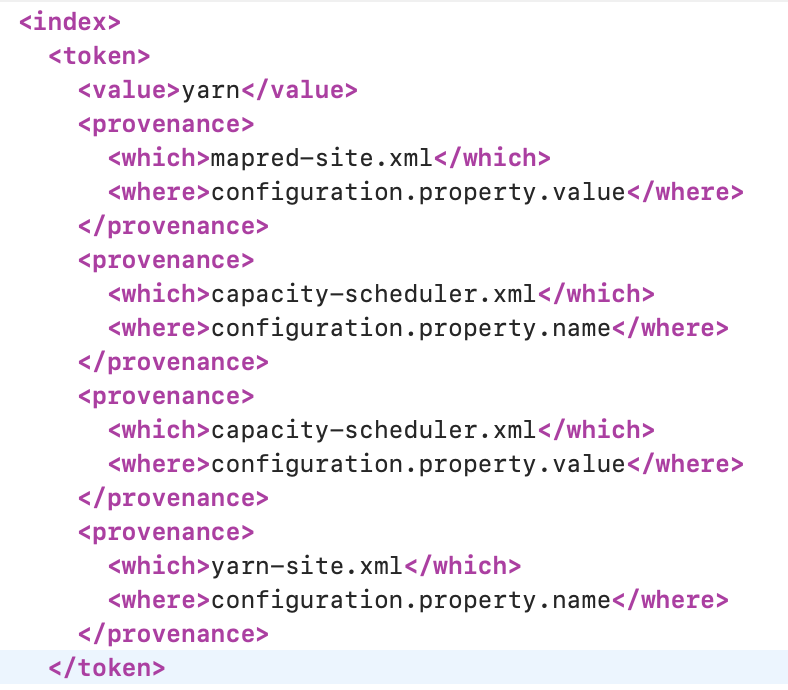 <index>
<token>
<value>yarn</value>
<provenance>
<which>mapred-site.xml</which>
<where>configuration.property.value</where>
</provenance>
<provenance>
<which>capacity-scheduler.xml</which>
<where>configuration.property.name</where>
</provenance>
<provenance>
<which>capacity-scheduler.xml</which>
<where>configuration.property.value</where>
</provenance>
<provenance>
<which>yarn-site.xml</which>
<where>configuration.property.name</where>
</provenance>
</token>